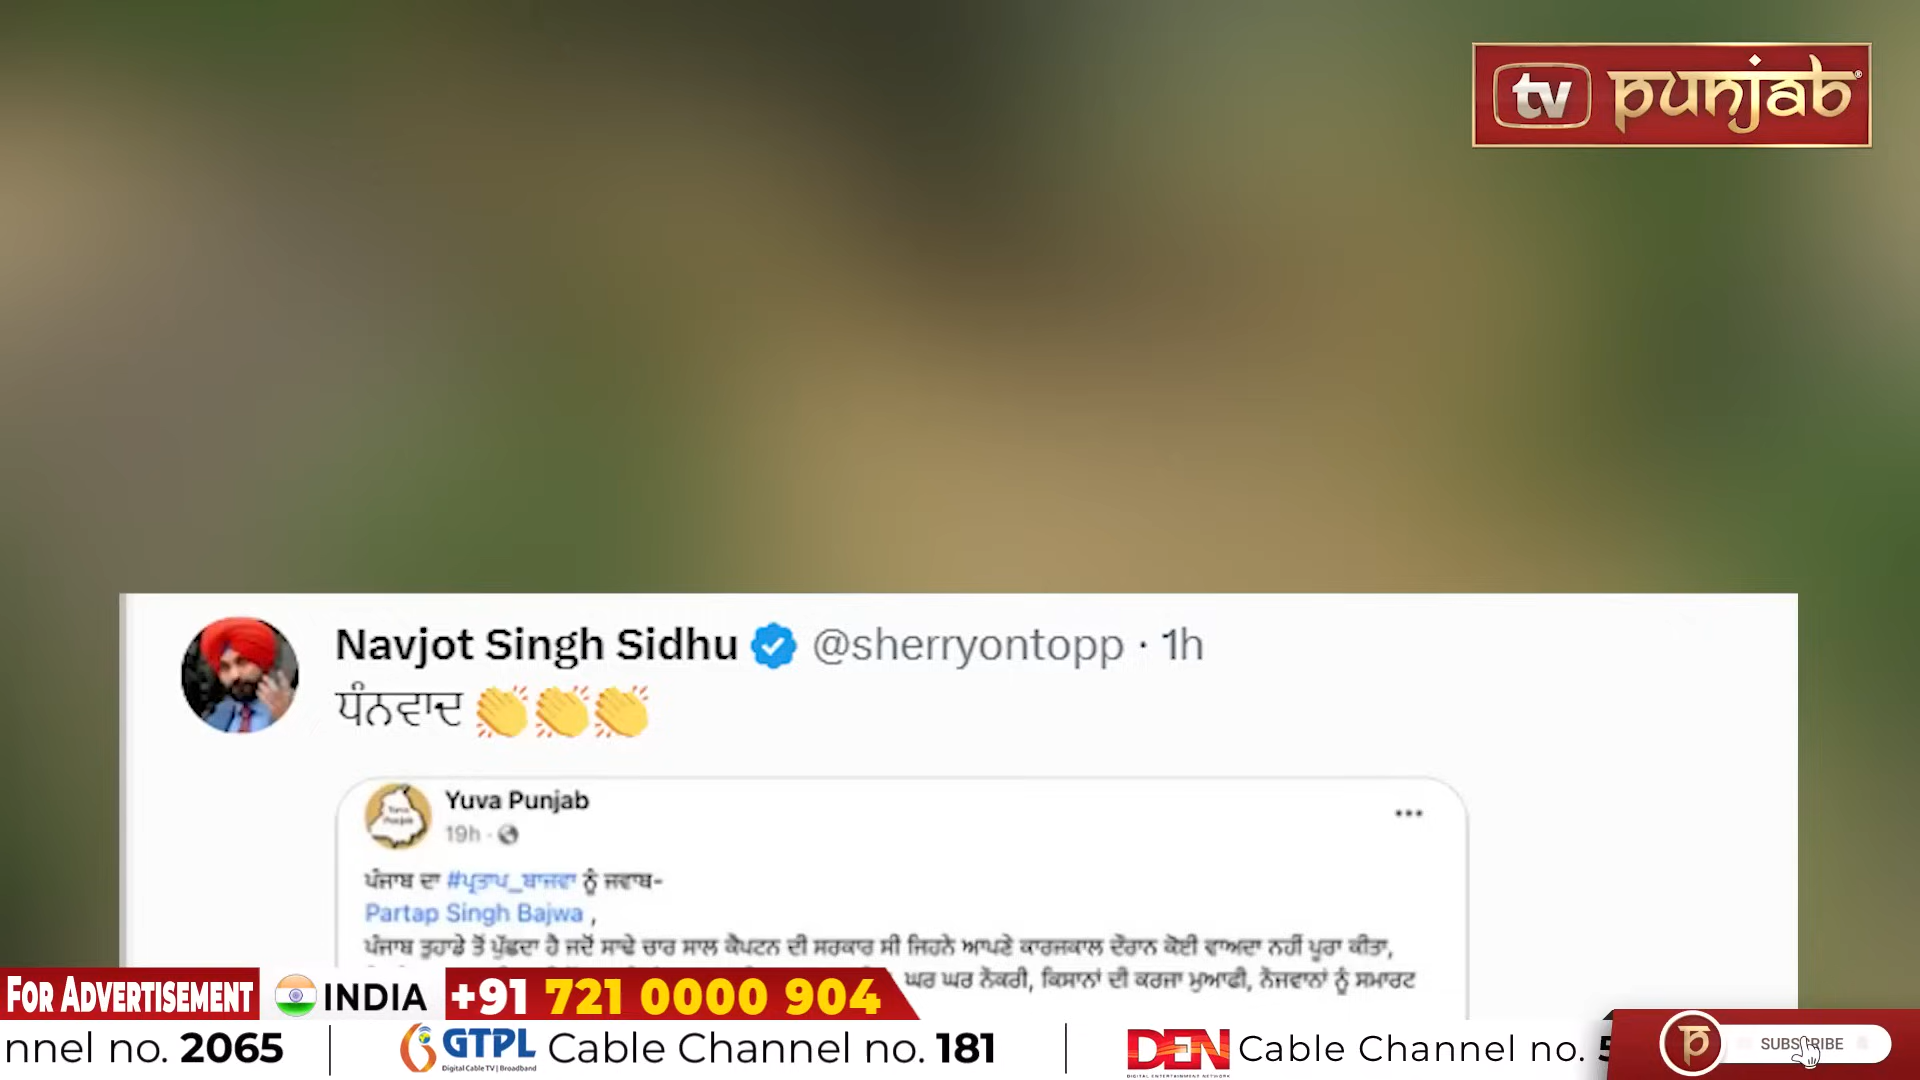 tv punjab
Navjot Singh Sidhu @sherryontopp · 1h
ਧੰਨਵਾਦ 👏👏👏
Yuva Punjab
19h ·
ਪੰਜਾਬ ਦਾ #ਪ੍ਰਤਾਪ_ਬਾਜਵਾ ਨੂੰ ਜਵਾਬ-
Partap Singh Bajwa ,
ਪੰਜਾਬ ਤੁਹਾਡੇ ਤੋਂ ਪੁੱਛਦਾ ਹੈ ਜਦੋਂ ਸਾਢੇ ਚਾਰ ਸਾਲ ਕੈਪਟਨ ਦੀ ਸਰਕਾਰ ਸੀ ਜਿਹਨੇ ਆਪਣੇ ਕਾਰਜਕਾਲ ਦੌਰਾਨ ਕੋਈ ਵਾਅਦਾ ਨਹੀਂ ਪੂਰਾ ਕੀਤਾ,
ਘਰ ਘਰ ਨੌਕਰੀ, ਕਿਸਾਨਾਂ ਦੀ ਕਰਜਾ ਮੁਆਫੀ, ਨੌਜਵਾਨਾਂ ਨੂੰ ਸਮਾਰਟ
FOR ADVERTISEMENT INDIA +91 721 0000 904
nnel no. 2065 | GTPL Cable Channel no. 181 | DEN Cable Channel no. 5
Digital Cable TV | Broadband
DIGITAL ENTERTAINMENT NETWORK
SUBSCRIBE